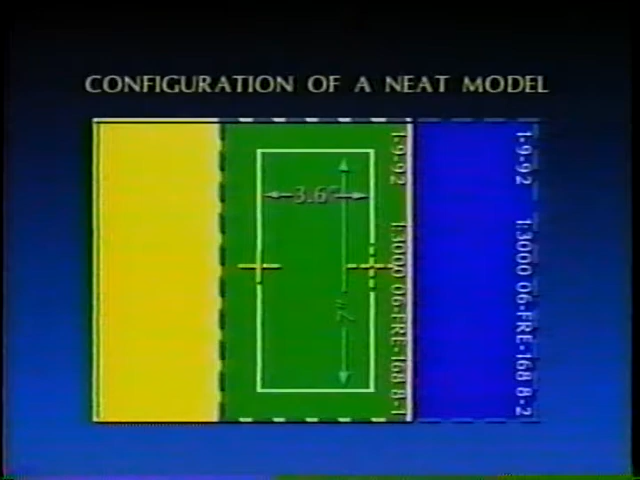 CONFIGURATION OF A NEAT MODEL
3.6"
7"
1-9-92 1:3000 06-FRE-168 8-1
1-9-92 1:3000 06-FRE-168 8-2